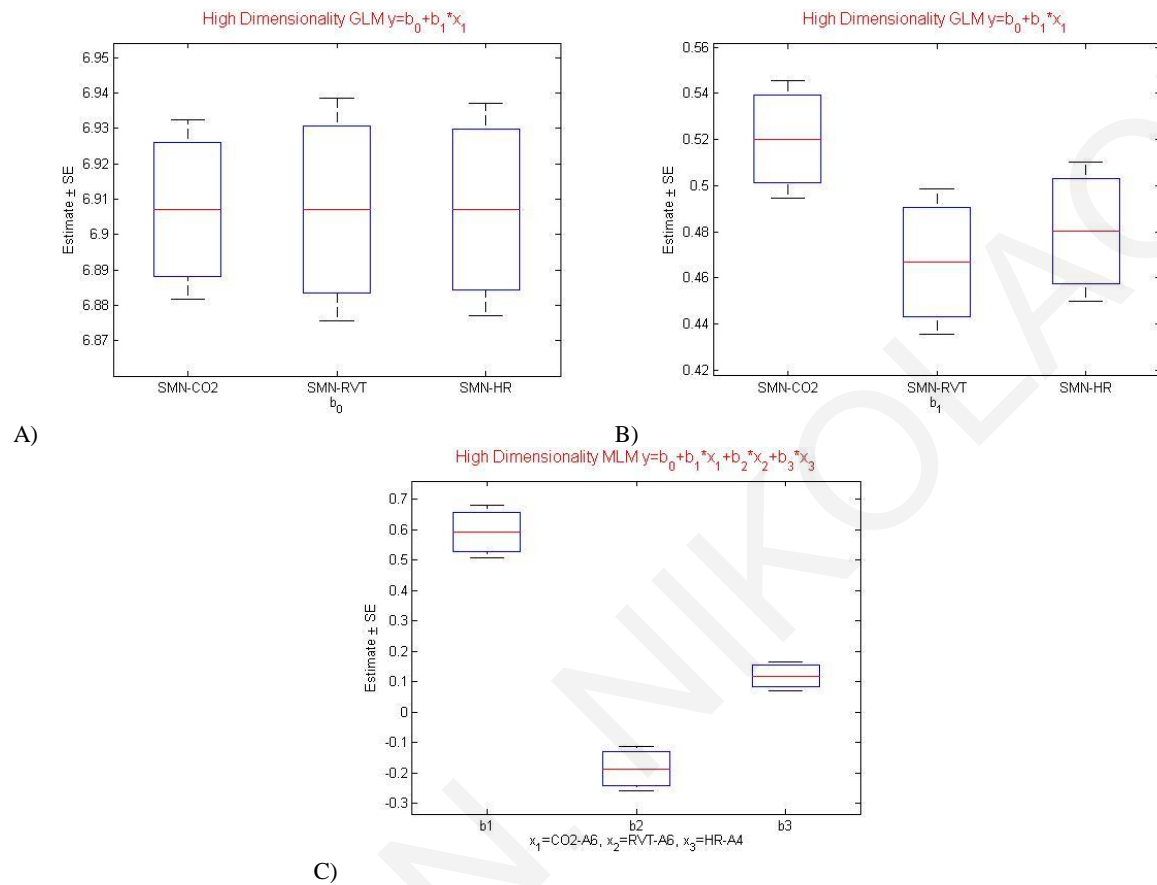 High Dimensionality GLM y=b0+b1*x1
6.95
6.94
6.93
6.92
6.91
6.9
6.89
6.88
6.87
Estimate ± SE
SMN-CO2 SMN-RVT SMN-HR
b0
A)
High Dimensionality GLM y=b0+b1*x1
0.56
0.54
0.52
0.5
0.48
0.46
0.44
0.42
Estimate ± SE
SMN-CO2 SMN-RVT SMN-HR
b1
B)
High Dimensionality MLM y=b0+b1*x1+b2*x2+b3*x3
0.7
0.6
0.5
0.4
0.3
0.2
0.1
0
-0.1
-0.2
-0.3
Estimate ± SE
b1 b2 b3
x1=CO2-A6, x2=RVT-A6, x3=HR-A4
C)
N. NIKOLAO